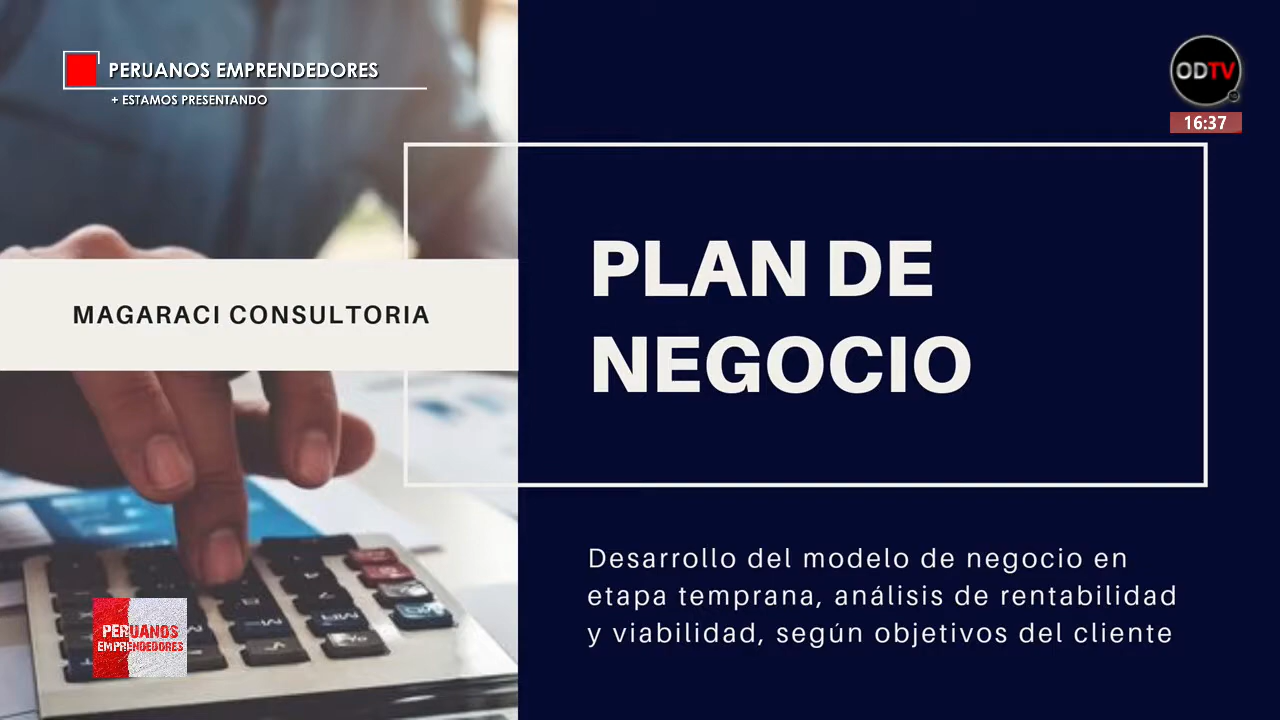 PERUANOS EMPRENDEDORES
+ ESTAMOS PRESENTANDO
ODTV
16:37
MAGARACI CONSULTORIA
PLAN DE
NEGOCIO
Desarrollo del modelo de negocio en
etapa temprana, análisis de rentabilidad
y viabilidad, según objetivos del cliente
PERUANOS
EMPRENDEDORES